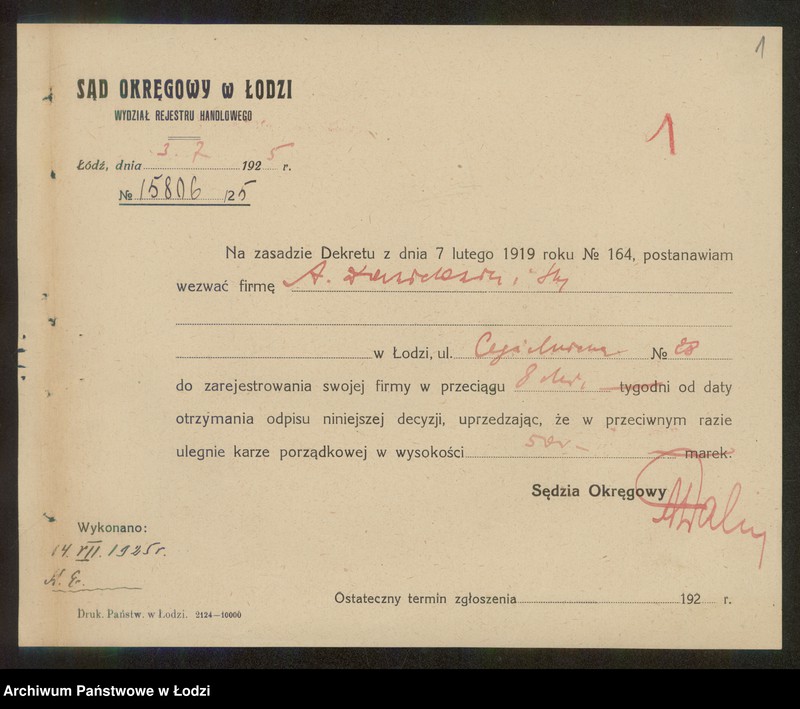 1
SĄD OKRĘGOWY w ŁODZI
WYDZIAŁ REJESTRU HANDLOWEGO
1
Łódź, dnia 3. 7 1925 r.
№ 15806 /25
Na zasadzie Dekretu z dnia 7 lutego 1919 roku № 164, postanawiam
wezwać firmę A. i
w Łodzi, ul. Cegielniana № 28
do zarejestrowania swojej firmy w przeciągu 8 tygodni od daty
otrzymania odpisu niniejszej decyzji, uprzedzając, że w przeciwnym razie
ulegnie karze porządkowej w wysokości marek.
Sędzia Okręgowy
Wykonano:
14. VII. 1925 r.
Ostateczny termin zgłoszenia 192 r.
Druk. Państw. w Łodzi. 2124—10000
Archiwum Państwowe w Łodzi